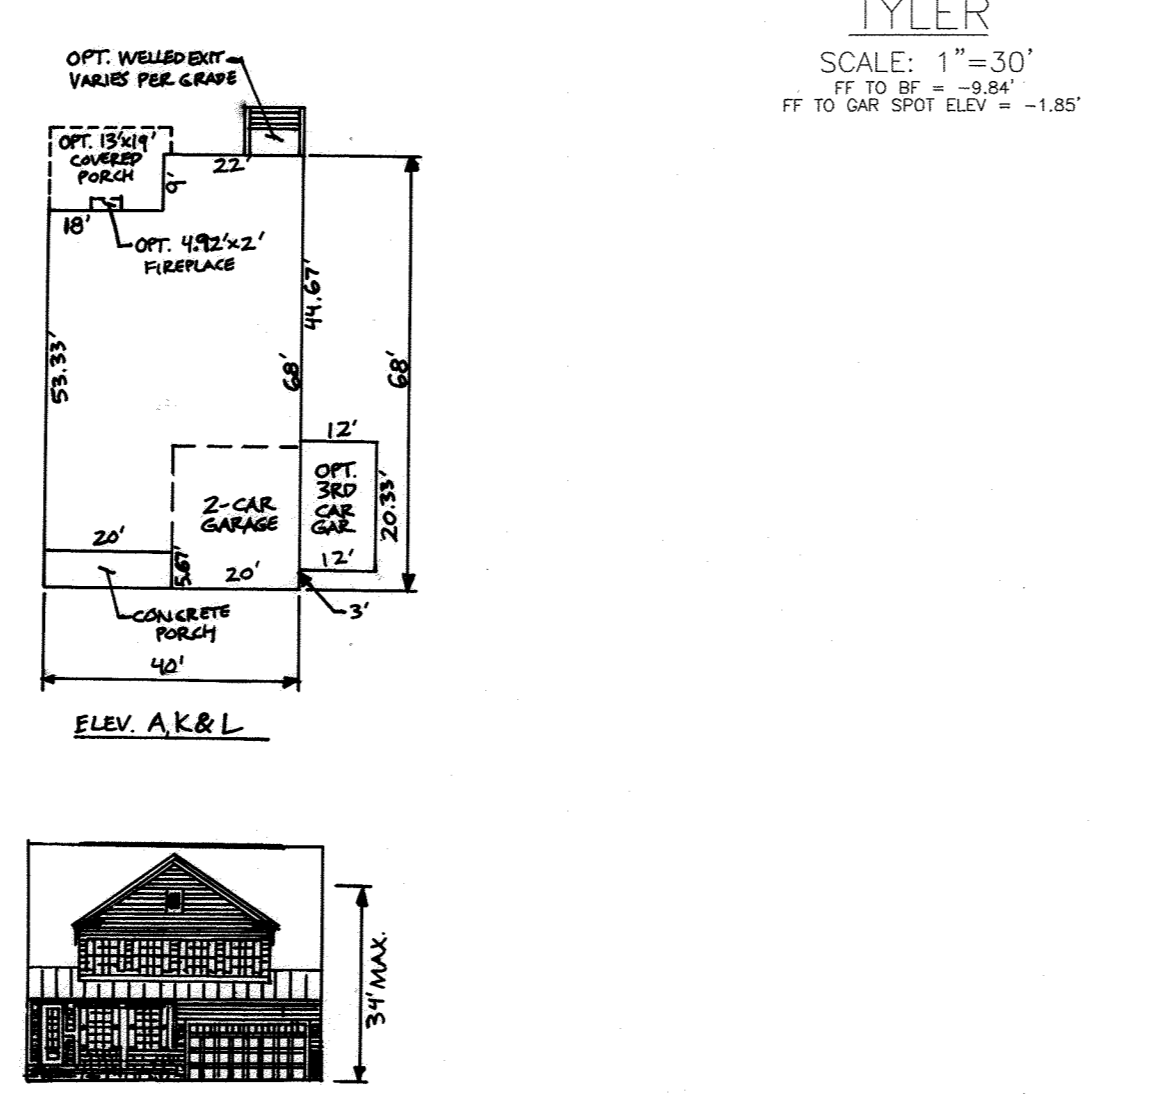 TYLER
SCALE: 1"=30'
FF TO BF = -9.84'
FF TO GAR SPOT ELEV = -1.85'
OPT. WELLED EXIT
VARIES PER GRADE
OPT. 13'x19'
COVERED
PORCH
22'
9'
18'
OPT. 4.92'x2'
FIREPLACE
44.67'
53.33'
68'
68'
12'
OPT.
3RD
CAR
GAR
20.33'
12'
2-CAR
GARAGE
20'
5.67'
20'
3'
CONCRETE
PORCH
40'
ELEV. A,K&L
34' MAX.